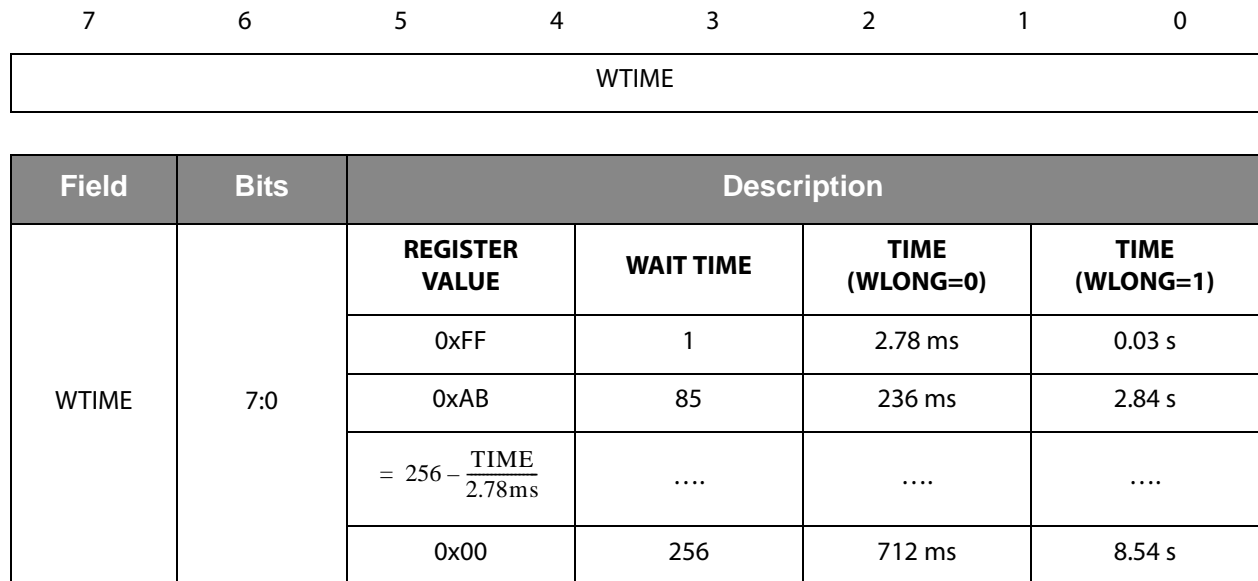 7 6 5 4 3 2 1 0
WTIME
Field Bits Description
REGISTER VALUE WAIT TIME TIME (WLONG=0) TIME (WLONG=1)
0xFF 1 2.78 ms 0.03 s
WTIME 7:0 0xAB 85 236 ms 2.84 s
= 256 – TIME/2.78ms …. …. ….
0x00 256 712 ms 8.54 s